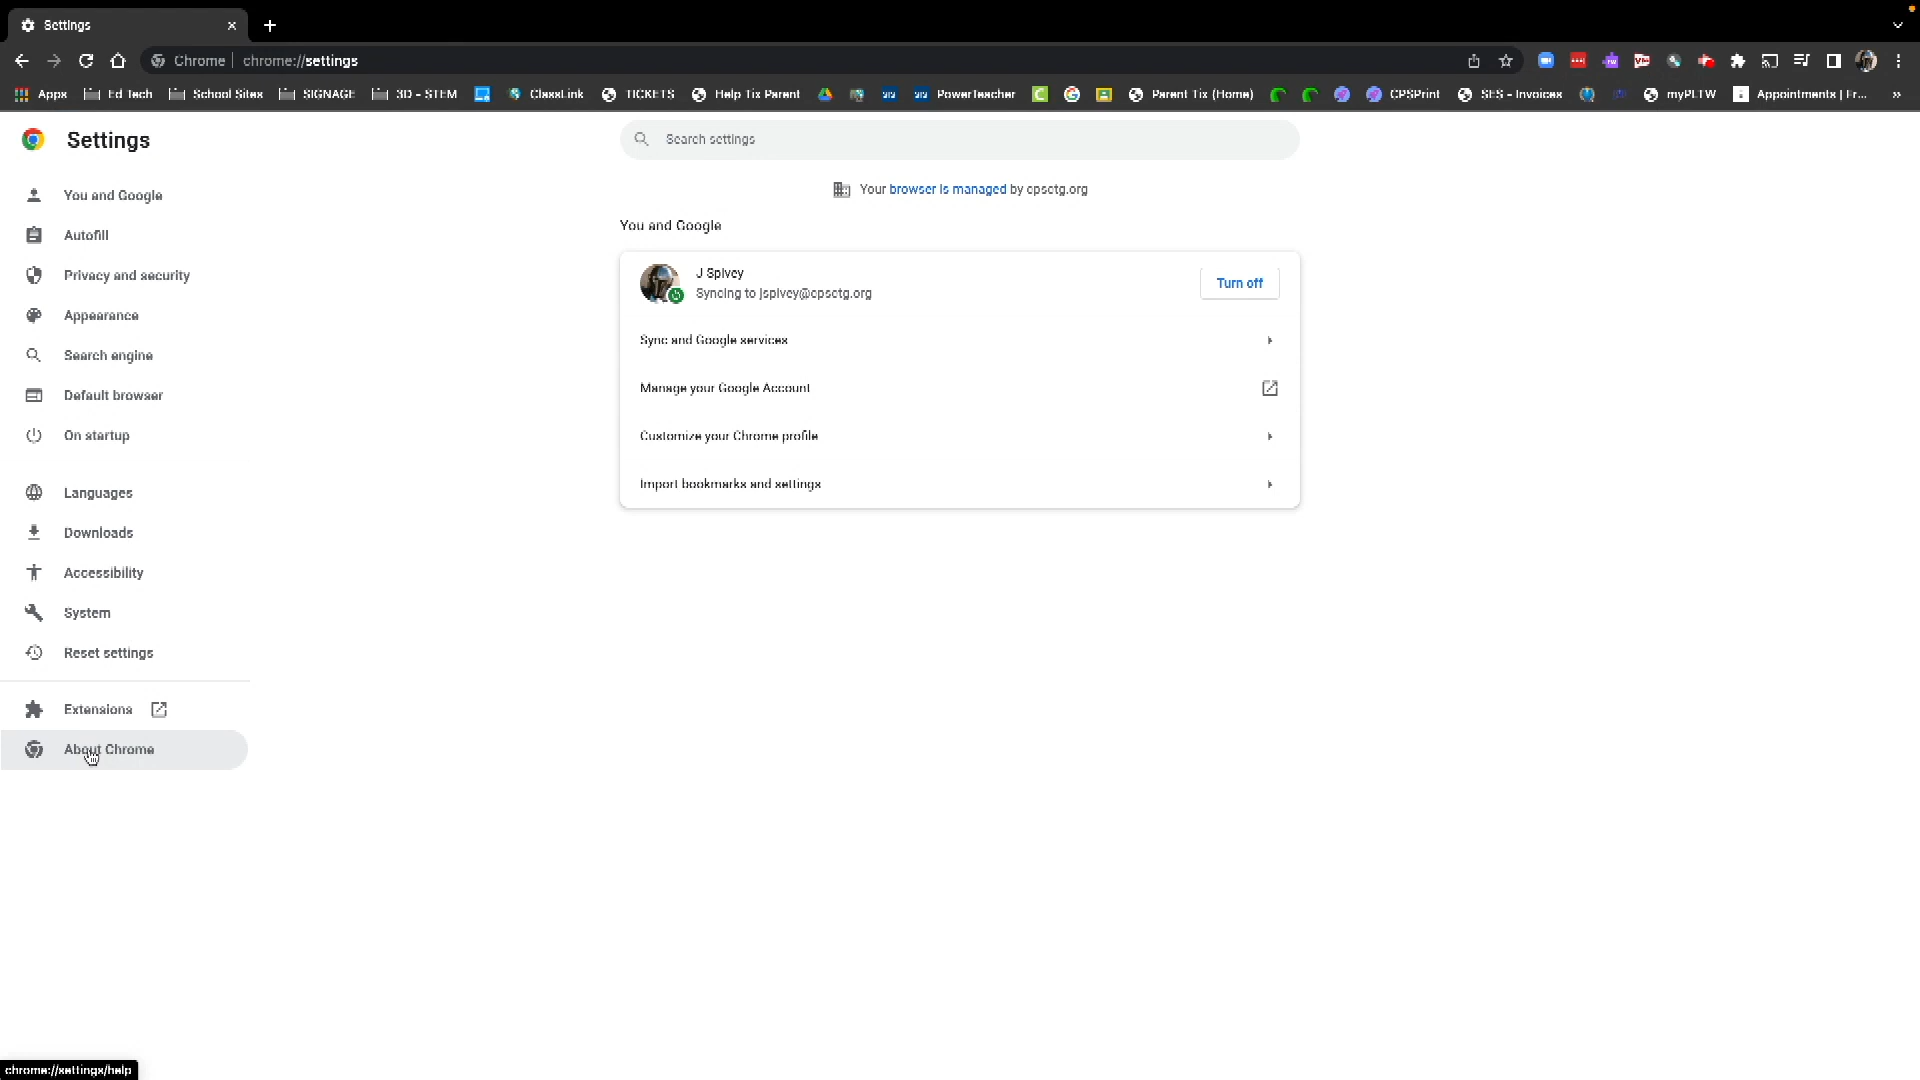 Settings
Chrome | chrome://settings
Apps Ed Tech School Sites SIGNAGE 3D - STEM ClassLink TICKETS Help Tix Parent PowerTeacher Parent Tix (Home) CPSPrint SES - Invoices myPLTW Appointments | Fr... »
Settings
Search settings
Your browser is managed by cpsctg.org
You and Google
Autofill
Privacy and security
Appearance
Search engine
Default browser
On startup
Languages
Downloads
Accessibility
System
Reset settings
Extensions
About Chrome
You and Google
J Spivey
Syncing to jspivey@cpsctg.org
Turn off
Sync and Google services
Manage your Google Account
Customize your Chrome profile
Import bookmarks and settings
chrome://settings/help